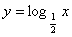 y = log_{1/2} x